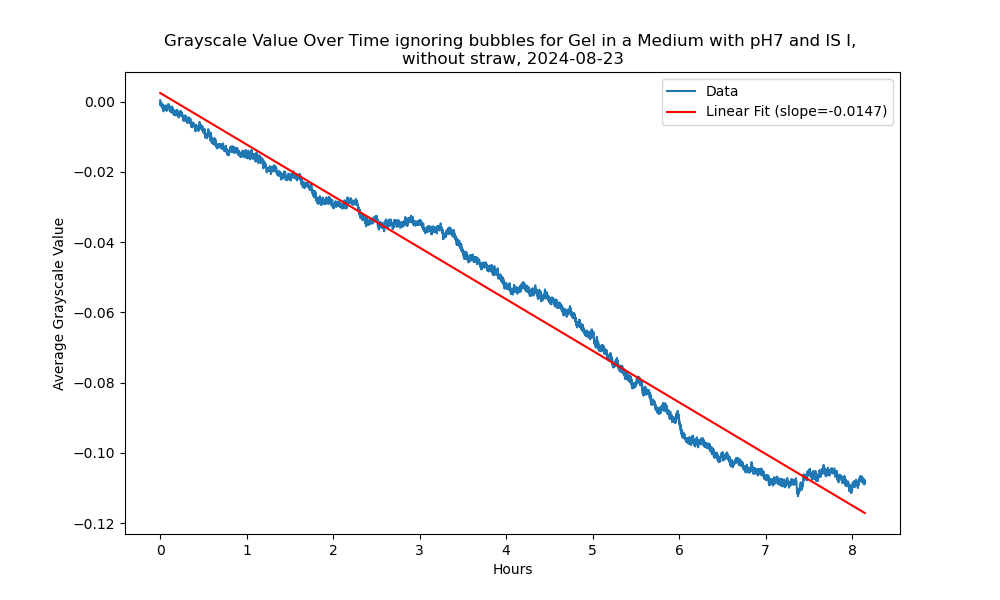 Grayscale Value Over Time ignoring bubbles for Gel in a Medium with pH7 and IS I,
without straw, 2024-08-23
Data
Linear Fit (slope=-0.0147)
Average Grayscale Value
0.00
−0.02
−0.04
−0.06
−0.08
−0.10
−0.12
0 1 2 3 4 5 6 7 8
Hours